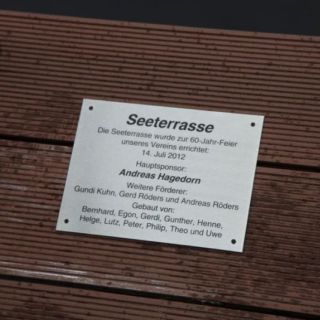 Seeterrasse
Die Seeterrasse wurde zur 60-Jahr-Feier
unseres Vereins errichtet:
14. Juli 2012
Hauptsponsor:
Andreas Hagedorn
Weitere Förderer:
Gundi Kuhn, Gerd Röders und Andreas Röders
Gebaut von:
Bernhard, Egon, Gerdi, Gunther, Henne,
Helge, Lutz, Peter, Philip, Theo und Uwe